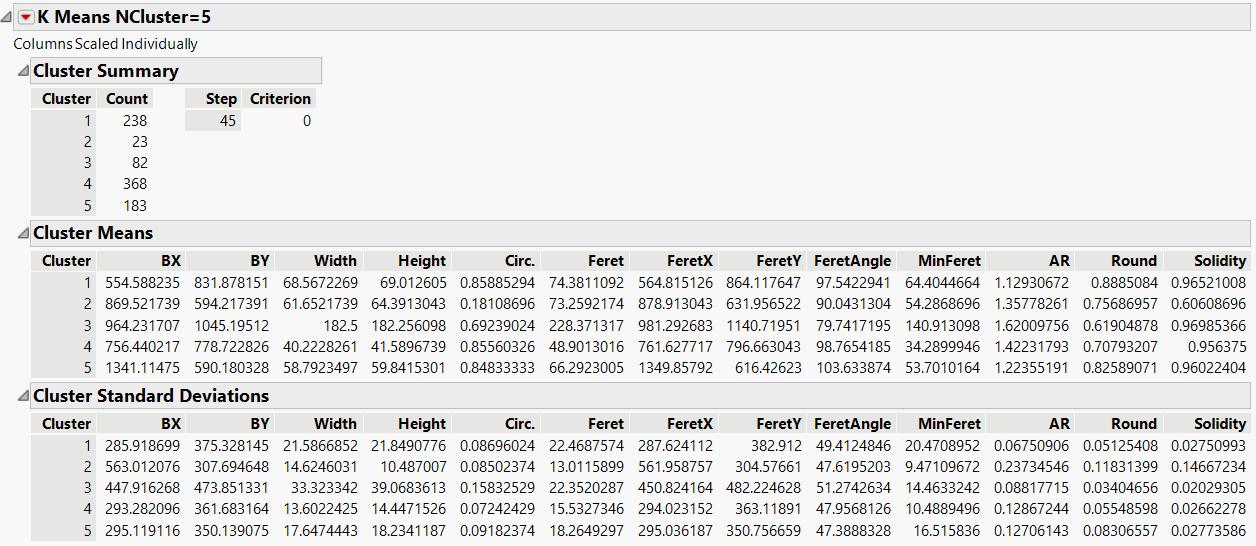 K Means NCluster=5
Columns Scaled Individually
Cluster Summary
Cluster Count Step Criterion
1 238 45 0
2 23
3 82
4 368
5 183
Cluster Means
Cluster BX BY Width Height Circ. Feret FeretX FeretY FeretAngle MinFeret AR Round Solidity
1 554.588235 831.878151 68.5672269 69.012605 0.85885294 74.3811092 564.815126 864.117647 97.5422941 64.4044664 1.12930672 0.8885084 0.96521008
2 869.521739 594.217391 61.6521739 64.3913043 0.18108696 73.2592174 878.913043 631.956522 90.0431304 54.2868696 1.35778261 0.75686957 0.60608696
3 964.231707 1045.19512 182.5 182.256098 0.69239024 228.371317 981.292683 1140.71951 79.7417195 140.913098 1.62009756 0.61904878 0.96985366
4 756.440217 778.722826 40.2228261 41.5896739 0.85560326 48.9013016 761.627717 796.663043 98.7654185 34.2899946 1.42231793 0.70793207 0.956375
5 1341.11475 590.180328 58.7923497 59.8415301 0.84833333 66.2923005 1349.85792 616.42623 103.633874 53.7010164 1.22355191 0.82589071 0.96022404
Cluster Standard Deviations
Cluster BX BY Width Height Circ. Feret FeretX FeretY FeretAngle MinFeret AR Round Solidity
1 285.918699 375.328145 21.5866852 21.8490776 0.08696024 22.4687574 287.624112 382.912 49.4124846 20.4708952 0.06750906 0.05125408 0.02750993
2 563.012076 307.694648 14.6246031 10.487007 0.08502374 13.0115899 561.958757 304.57661 47.6195203 9.47109672 0.23734546 0.11831399 0.14667234
3 447.916268 473.851331 33.323342 39.0683613 0.15832529 22.3520287 450.824164 482.224628 51.2742634 14.4633242 0.08817715 0.03404656 0.02029305
4 293.282096 361.683164 13.6022425 14.4471526 0.07242429 15.5327346 294.023152 363.11891 47.9568126 10.4889496 0.12867244 0.05548598 0.02662278
5 295.119116 350.139075 17.6474443 18.2341187 0.09182374 18.2649297 295.036187 350.756659 47.3888328 16.515836 0.12706143 0.08306557 0.02773586